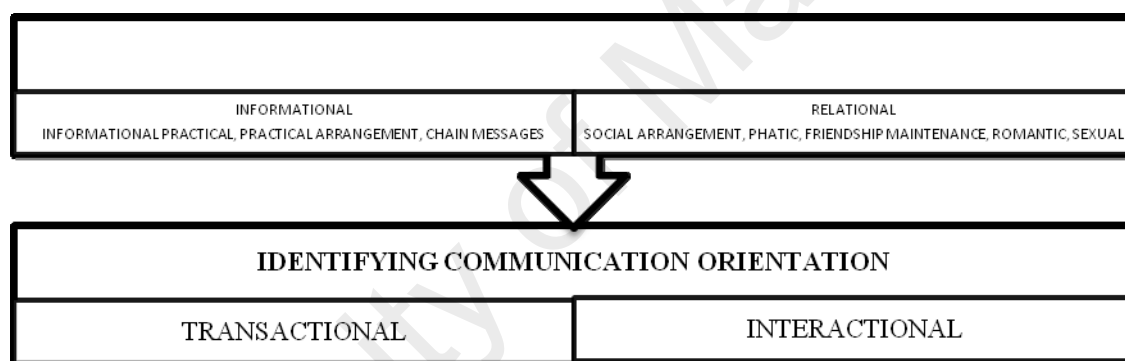 INFORMATIONAL
INFORMATIONAL PRACTICAL, PRACTICAL ARRANGEMENT, CHAIN MESSAGES
RELATIONAL
SOCIAL ARRANGEMENT, PHATIC, FRIENDSHIP MAINTENANCE, ROMANTIC, SEXUAL
IDENTIFYING COMMUNICATION ORIENTATION
TRANSACTIONAL
INTERACTIONAL